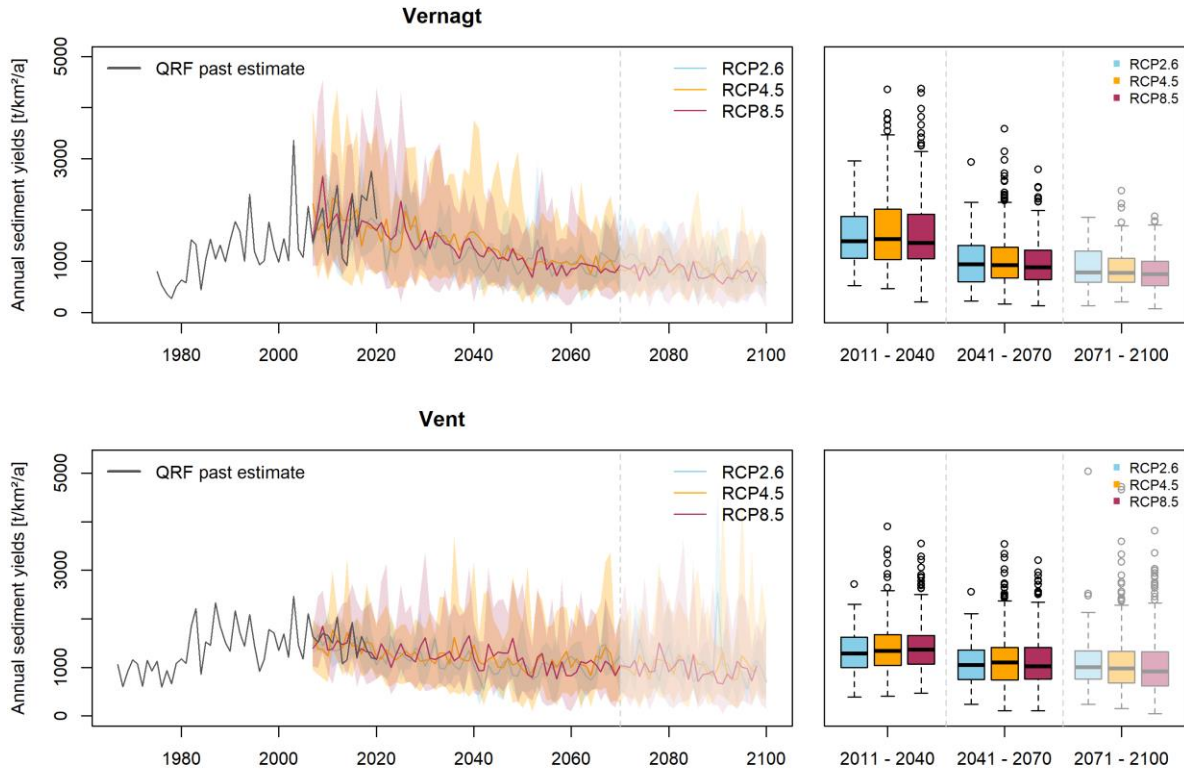 Vernagt
Annual sediment yields [t/km²/a]
5000
3000
1000
0
QRF past estimate
RCP2.6
RCP4.5
RCP8.5
1980 2000 2020 2040 2060 2080 2100
RCP2.6
RCP4.5
RCP8.5
2011 - 2040 2041 - 2070 2071 - 2100
Vent
Annual sediment yields [t/km²/a]
5000
3000
1000
0
QRF past estimate
RCP2.6
RCP4.5
RCP8.5
1980 2000 2020 2040 2060 2080 2100
RCP2.6
RCP4.5
RCP8.5
2011 - 2040 2041 - 2070 2071 - 2100